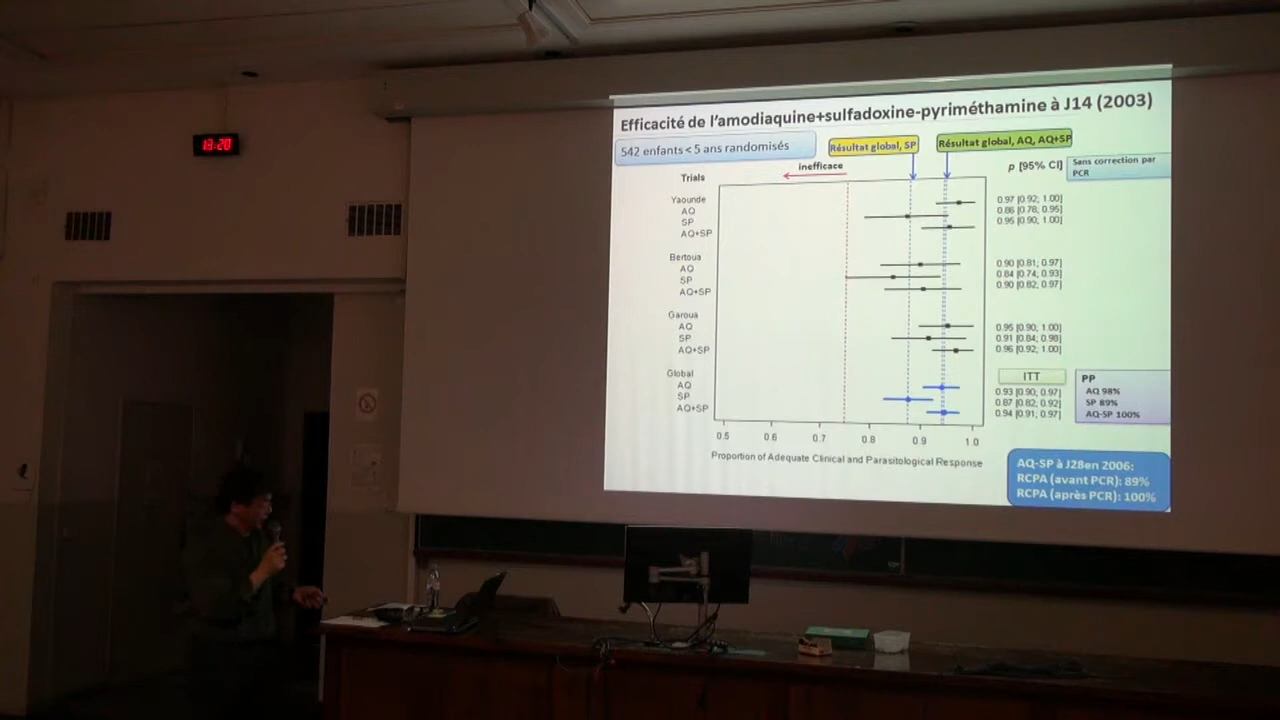 18:20
Efficacité de l'amodiaquine+sulfadoxine-pyriméthamine à J14 (2003)
542 enfants < 5 ans randomisés
Résultat global, SP
Résultat global, AQ, AQ+SP
inefficace
p [95% CI]
Sans correction par
PCR
Trials
Yaounde
AQ
SP
AQ+SP
0.97 [0.92; 1.00]
0.86 [0.78; 0.95]
0.95 [0.90; 1.00]
Bertoua
AQ
SP
AQ+SP
0.90 [0.81; 0.97]
0.84 [0.74; 0.93]
0.90 [0.82; 0.97]
Garoua
AQ
SP
AQ+SP
0.95 [0.90; 1.00]
0.91 [0.84; 0.98]
0.96 [0.92; 1.00]
Global
AQ
SP
AQ+SP
ITT
0.93 [0.90; 0.97]
0.87 [0.82; 0.92]
0.94 [0.91; 0.97]
PP
AQ 98%
SP 89%
AQ-SP 100%
0.5 0.6 0.7 0.8 0.9 1.0
Proportion of Adequate Clinical and Parasitological Response
AQ-SP à J28en 2006:
RCPA (avant PCR): 89%
RCPA (après PCR): 100%